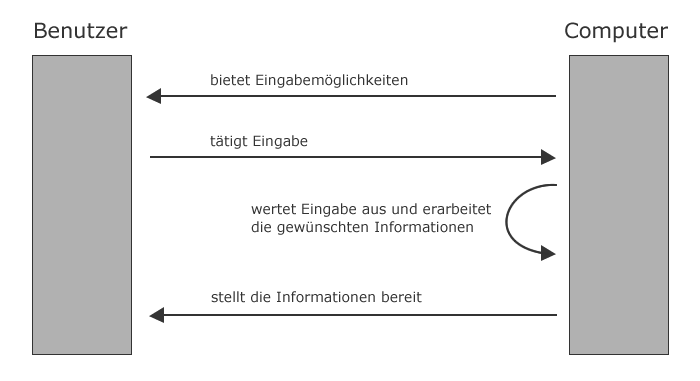 Benutzer
Computer
bietet Eingabemöglichkeiten
tätigt Eingabe
wertet Eingabe aus und erarbeitet
die gewünschten Informationen
stellt die Informationen bereit